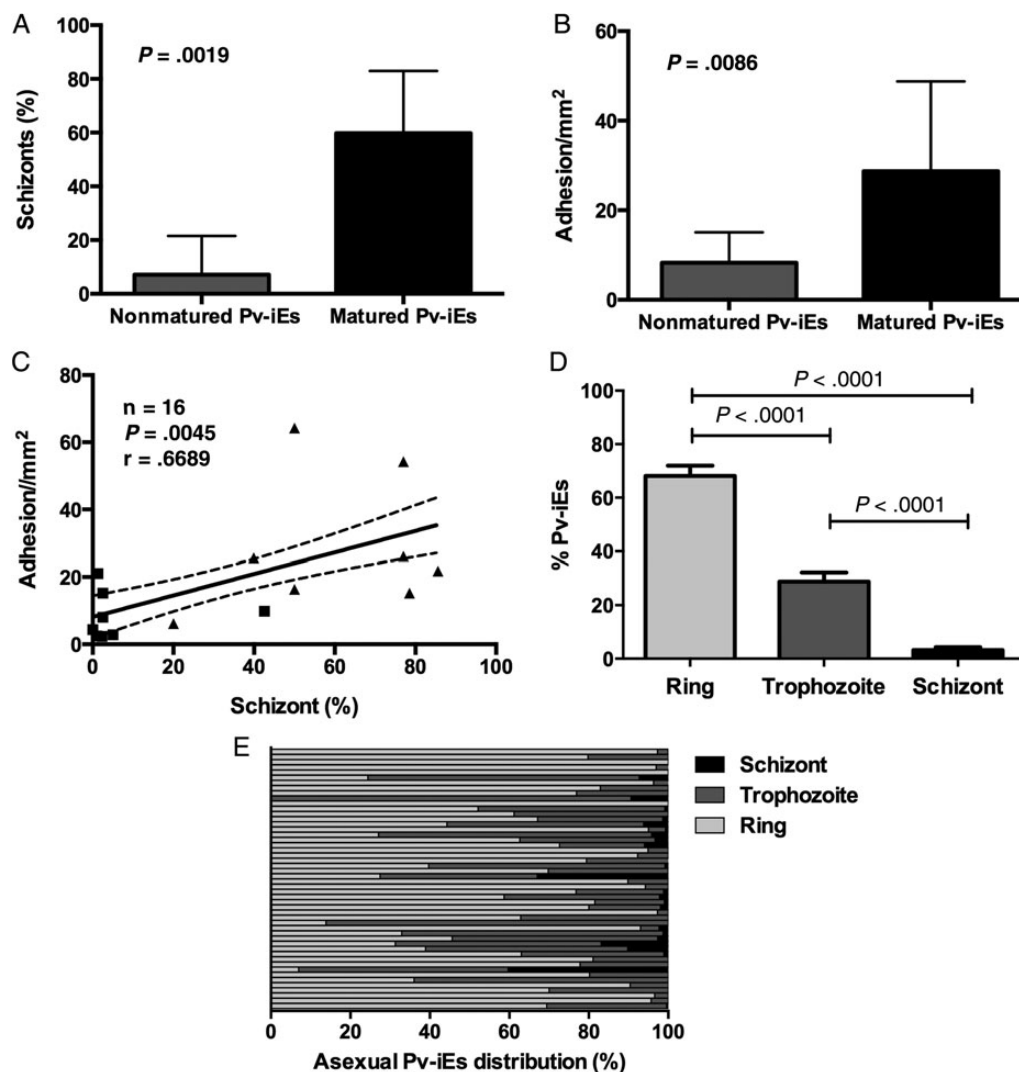 A
P = .0019
Schizonts (%)
100
80
60
40
20
0
Nonmatured Pv-iEs
Matured Pv-iEs
B
P = .0086
Adhesion/mm²
60
40
20
0
Nonmatured Pv-iEs
Matured Pv-iEs
C
n = 16
P = .0045
r = .6689
Adhesion//mm²
80
60
40
20
0
0 20 40 60 80 100
Schizont (%)
D
P < .0001
P < .0001
P < .0001
% Pv-iEs
100
80
60
40
20
0
Ring
Trophozoite
Schizont
E
Schizont
Trophozoite
Ring
0 20 40 60 80 100
Asexual Pv-iEs distribution (%)